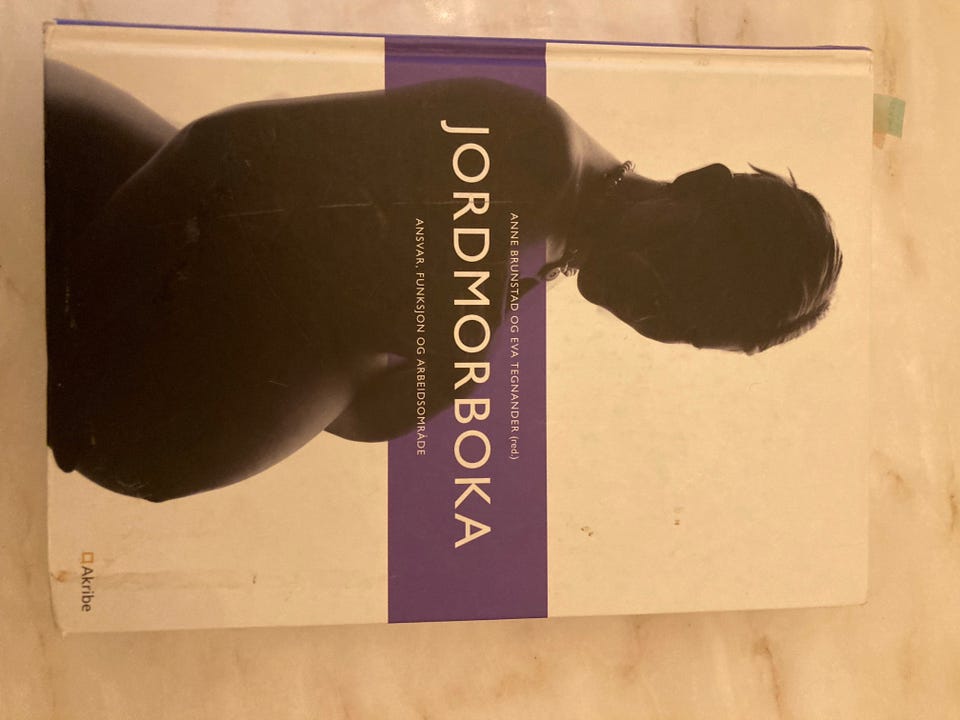 ANNE BRUNSTAD OG EVA TEGNANDER (red.)
JORDMORBOKA
ANSVAR, FUNKSJON OG ARBEIDSOMRÅDE
Akribe